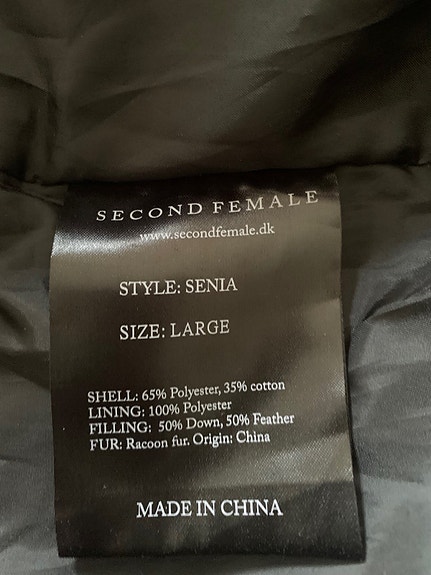 SECOND FEMALE
www.secondfemale.dk
STYLE: SENIA
SIZE: LARGE
SHELL: 65% Polyester, 35% cotton
LINING: 100% Polyester
FILLING: 50% Down, 50% Feather
FUR: Racoon fur. Origin: China
MADE IN CHINA